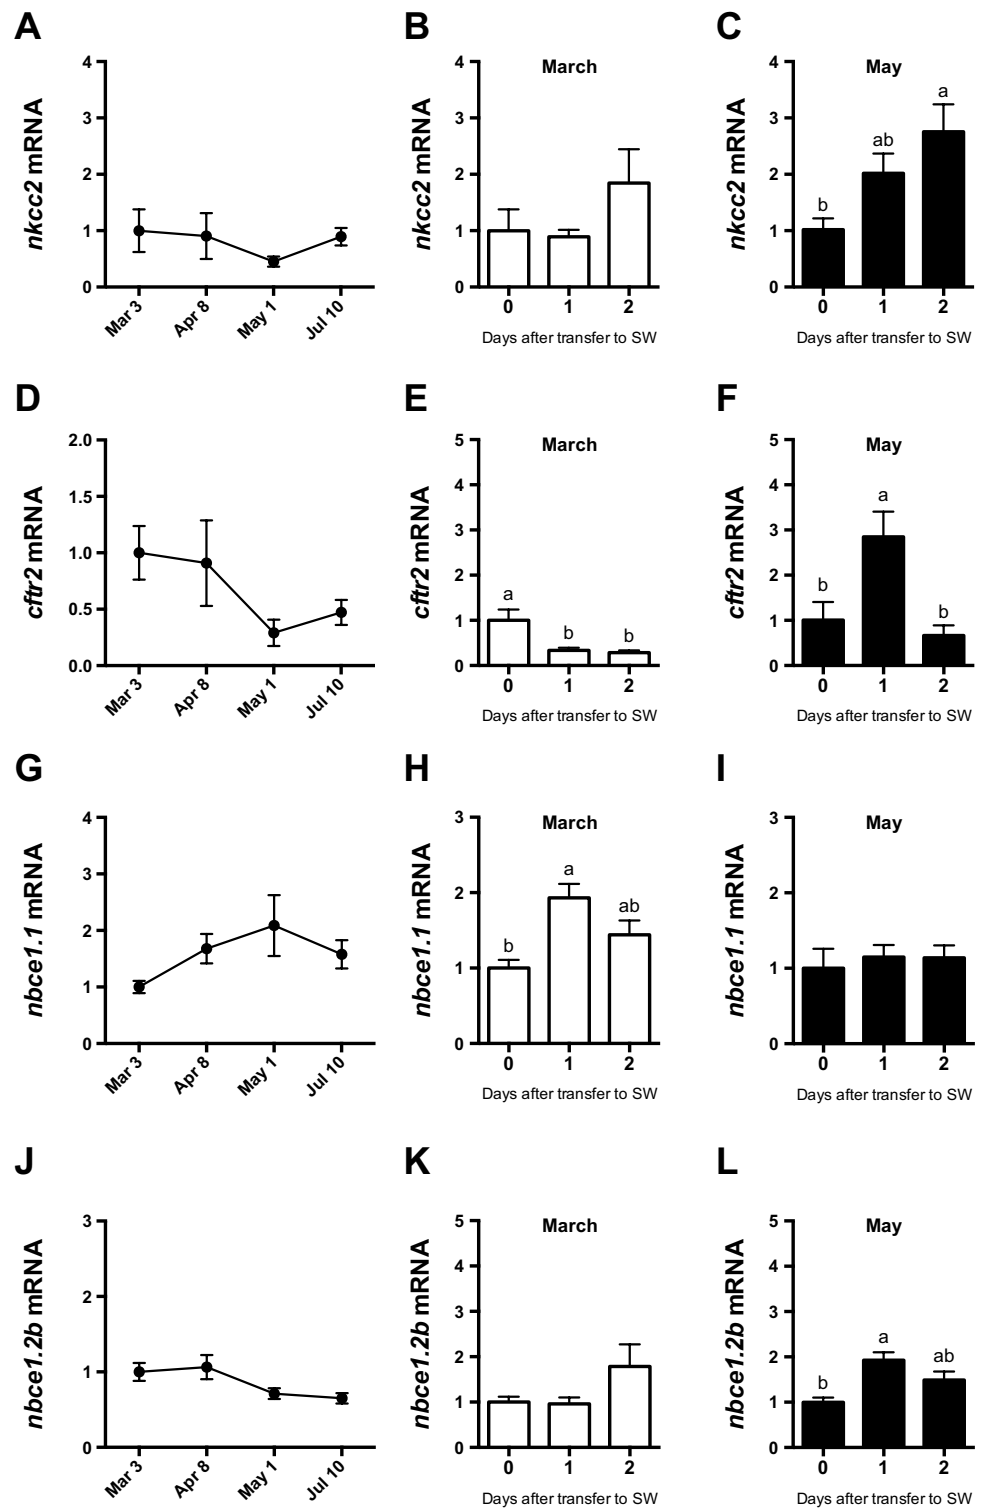 A
B
C
nkcc2 mRNA
4
3
2
1
0
Mar 3
Apr 8
May 1
Jul 10
nkcc2 mRNA
March
4
3
2
1
0
0 1 2
Days after transfer to SW
nkcc2 mRNA
May
4
3
2
1
0
b
ab
a
0 1 2
Days after transfer to SW
D
E
F
cftr2 mRNA
2.0
1.5
1.0
0.5
0.0
Mar 3
Apr 8
May 1
Jul 10
cftr2 mRNA
March
5
4
3
2
1
0
a
b
b
0 1 2
Days after transfer to SW
cftr2 mRNA
May
5
4
3
2
1
0
b
a
b
0 1 2
Days after transfer to SW
G
H
I
nbce1.1 mRNA
4
3
2
1
0
Mar 3
Apr 8
May 1
Jul 10
nbce1.1 mRNA
March
3
2
1
0
b
a
ab
0 1 2
Days after transfer to SW
nbce1.1 mRNA
May
3
2
1
0
0 1 2
Days after transfer to SW
J
K
L
nbce1.2b mRNA
3
2
1
0
Mar 3
Apr 8
May 1
Jul 10
nbce1.2b mRNA
March
5
4
3
2
1
0
0 1 2
Days after transfer to SW
nbce1.2b mRNA
May
5
4
3
2
1
0
b
a
ab
0 1 2
Days after transfer to SW